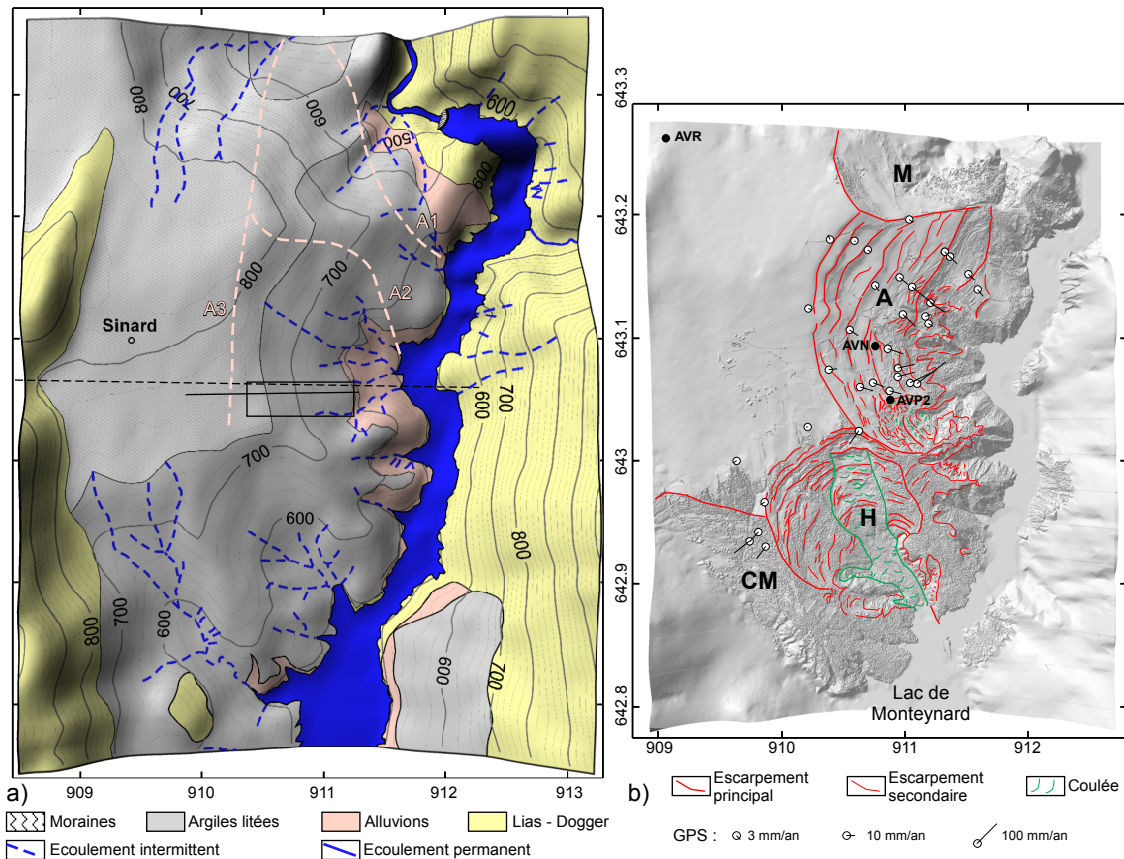 800
700
600
500
600
600
A1
A2
A3
800
700
Sinard
700
600
700
600
800
700
600
800
600
700
909
910
911
912
913
a)
Moraines
Argiles litées
Alluvions
Lias - Dogger
Ecoulement intermittent
Ecoulement permanent
643.3
643.2
643.1
643
642.9
642.8
AVR
M
A
AVN
AVP2
H
CM
Lac de
Monteynard
909
910
911
912
b)
Escarpement
principal
Escarpement
secondaire
Coulée
GPS :
3 mm/an
10 mm/an
100 mm/an